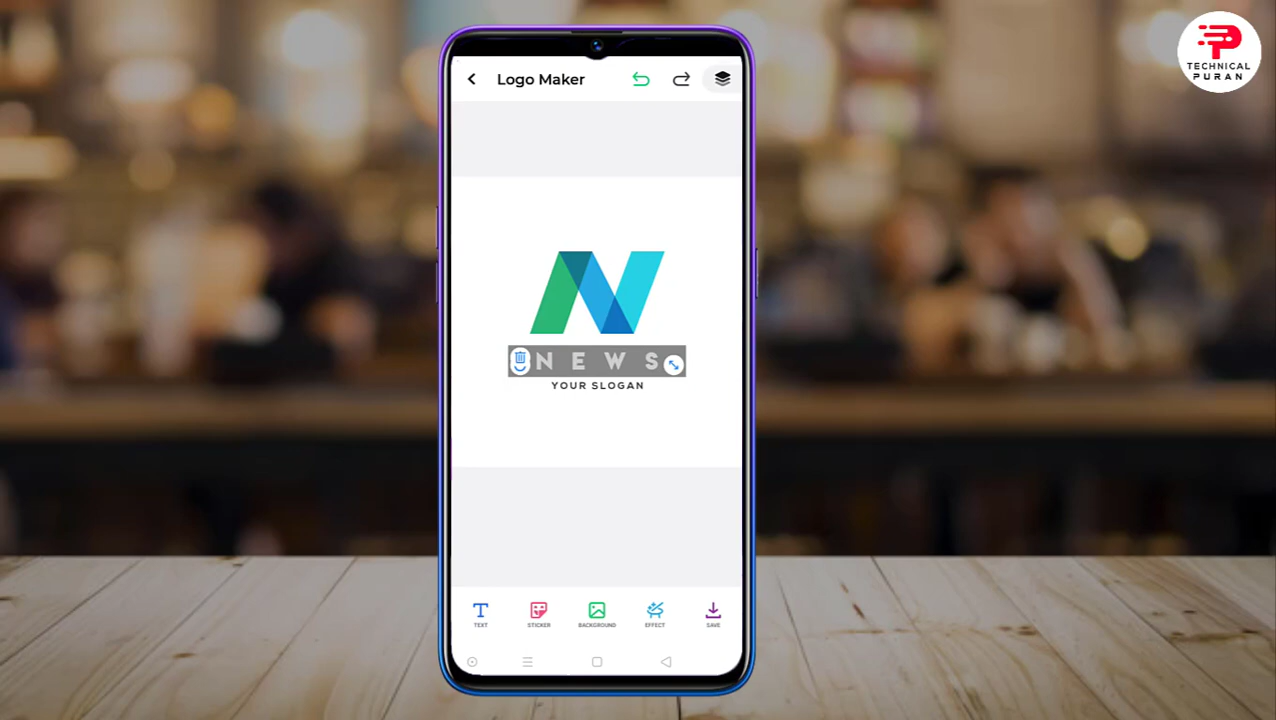 Logo Maker
TECHNICAL
PURAN
NEWS
YOUR SLOGAN
TEXT
STICKER
BACKGROUND
EFFECT
SAVE